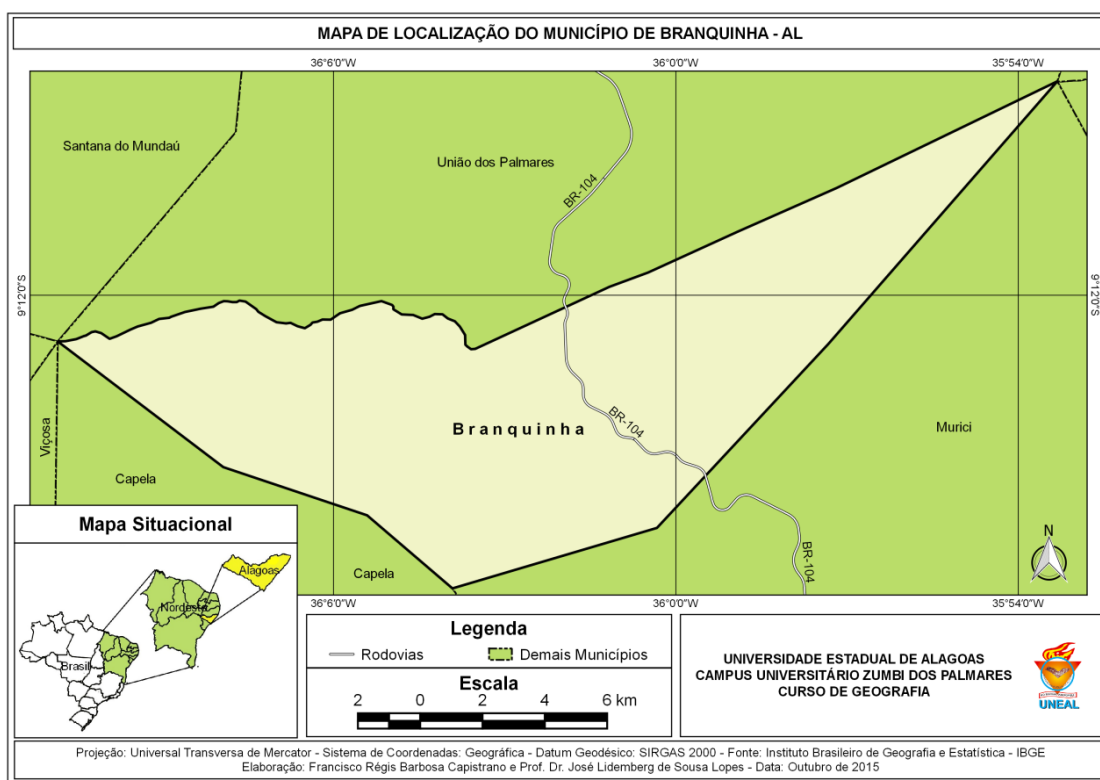 MAPA DE LOCALIZAÇÃO DO MUNICÍPIO DE BRANQUINHA - AL
36°6'0"W
36°0'0"W
35°54'0"W
Santana do Mundaú
União dos Palmares
BR-104
9°12'0"S
9°12'0"S
BR-104
Branquinha
Murici
Viçosa
Capela
Capela
BR-104
N
36°6'0"W
36°0'0"W
35°54'0"W
Mapa Situacional
Alagoas
Nordeste
Brasil
Legenda
Rodovias
Demais Municípios
Escala
2 0 2 4 6 km
UNIVERSIDADE ESTADUAL DE ALAGOAS
CAMPUS UNIVERSITÁRIO ZUMBI DOS PALMARES
CURSO DE GEOGRAFIA
UNEAL
Projeção: Universal Transversa de Mercator - Sistema de Coordenadas: Geográfica - Datum Geodésico: SIRGAS 2000 - Fonte: Instituto Brasileiro de Geografia e Estatística - IBGE
Elaboração: Francisco Régis Barbosa Capistrano e Prof. Dr. José Lidemberg de Sousa Lopes - Data: Outubro de 2015